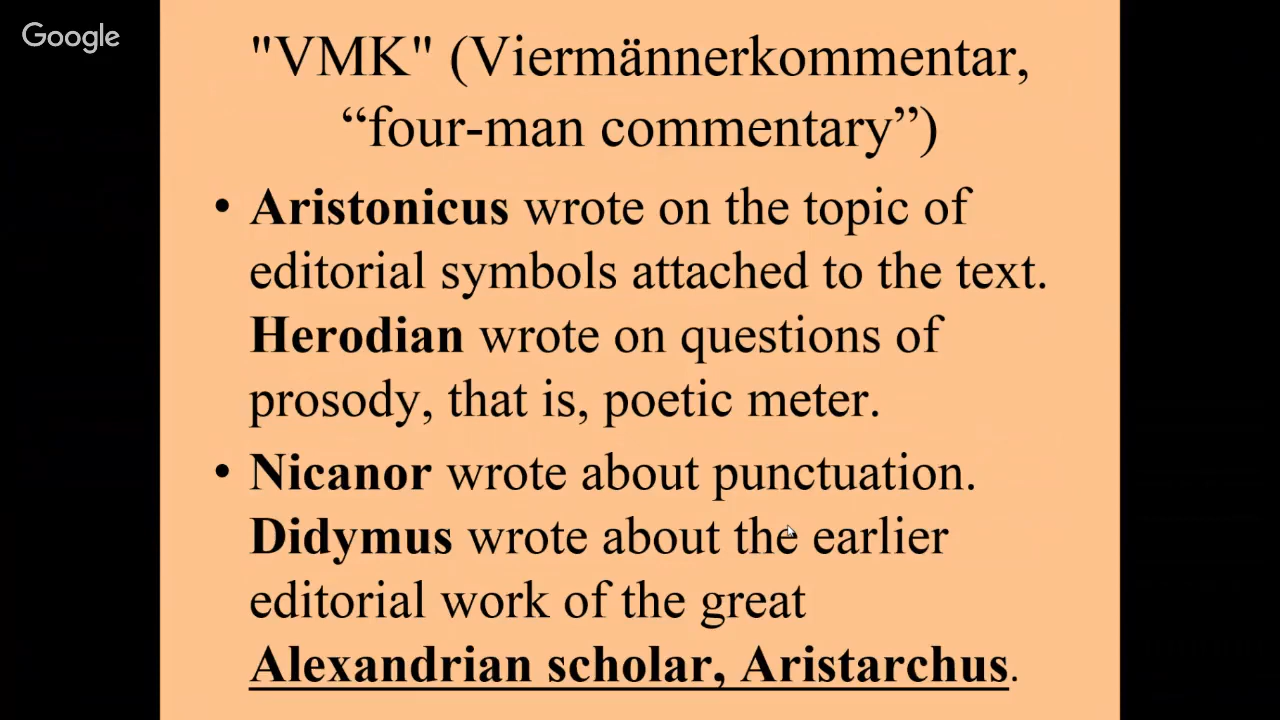 Google
"VMK" (Viermännerkommentar,
“four-man commentary”)
• Aristonicus wrote on the topic of
editorial symbols attached to the text.
Herodian wrote on questions of
prosody, that is, poetic meter.
• Nicanor wrote about punctuation.
Didymus wrote about the earlier
editorial work of the great
Alexandrian scholar, Aristarchus.